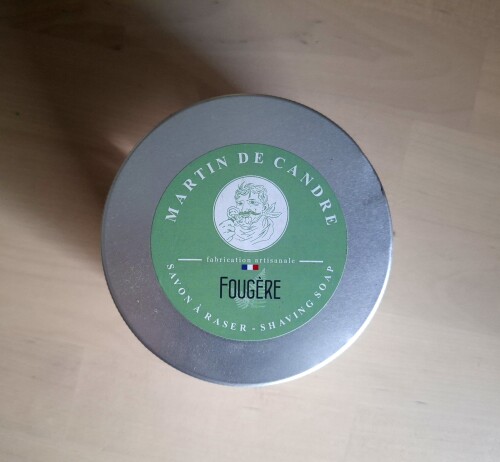 MARTIN DE CANDRE
fabrication artisanale
FOUGÈRE
SAVON À RASER - SHAVING SOAP